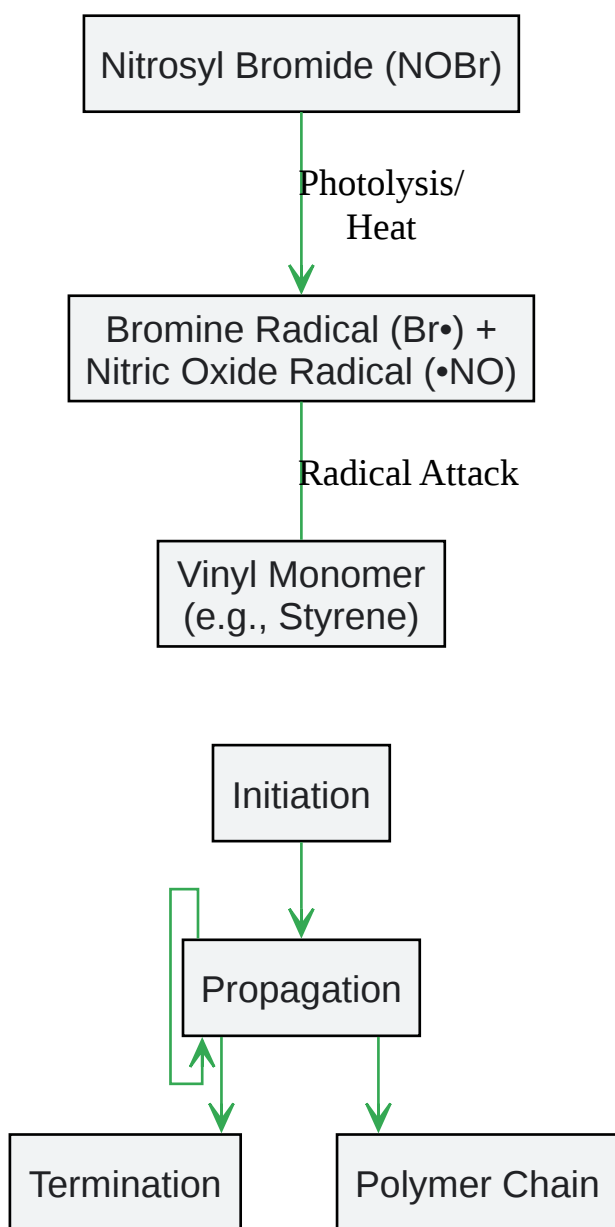 Nitrosyl Bromide (NOBr)
Photolysis/
Heat
Bromine Radical (Br•) +
Nitric Oxide Radical (•NO)
Radical Attack
Vinyl Monomer
(e.g., Styrene)
Initiation
Propagation
Termination
Polymer Chain